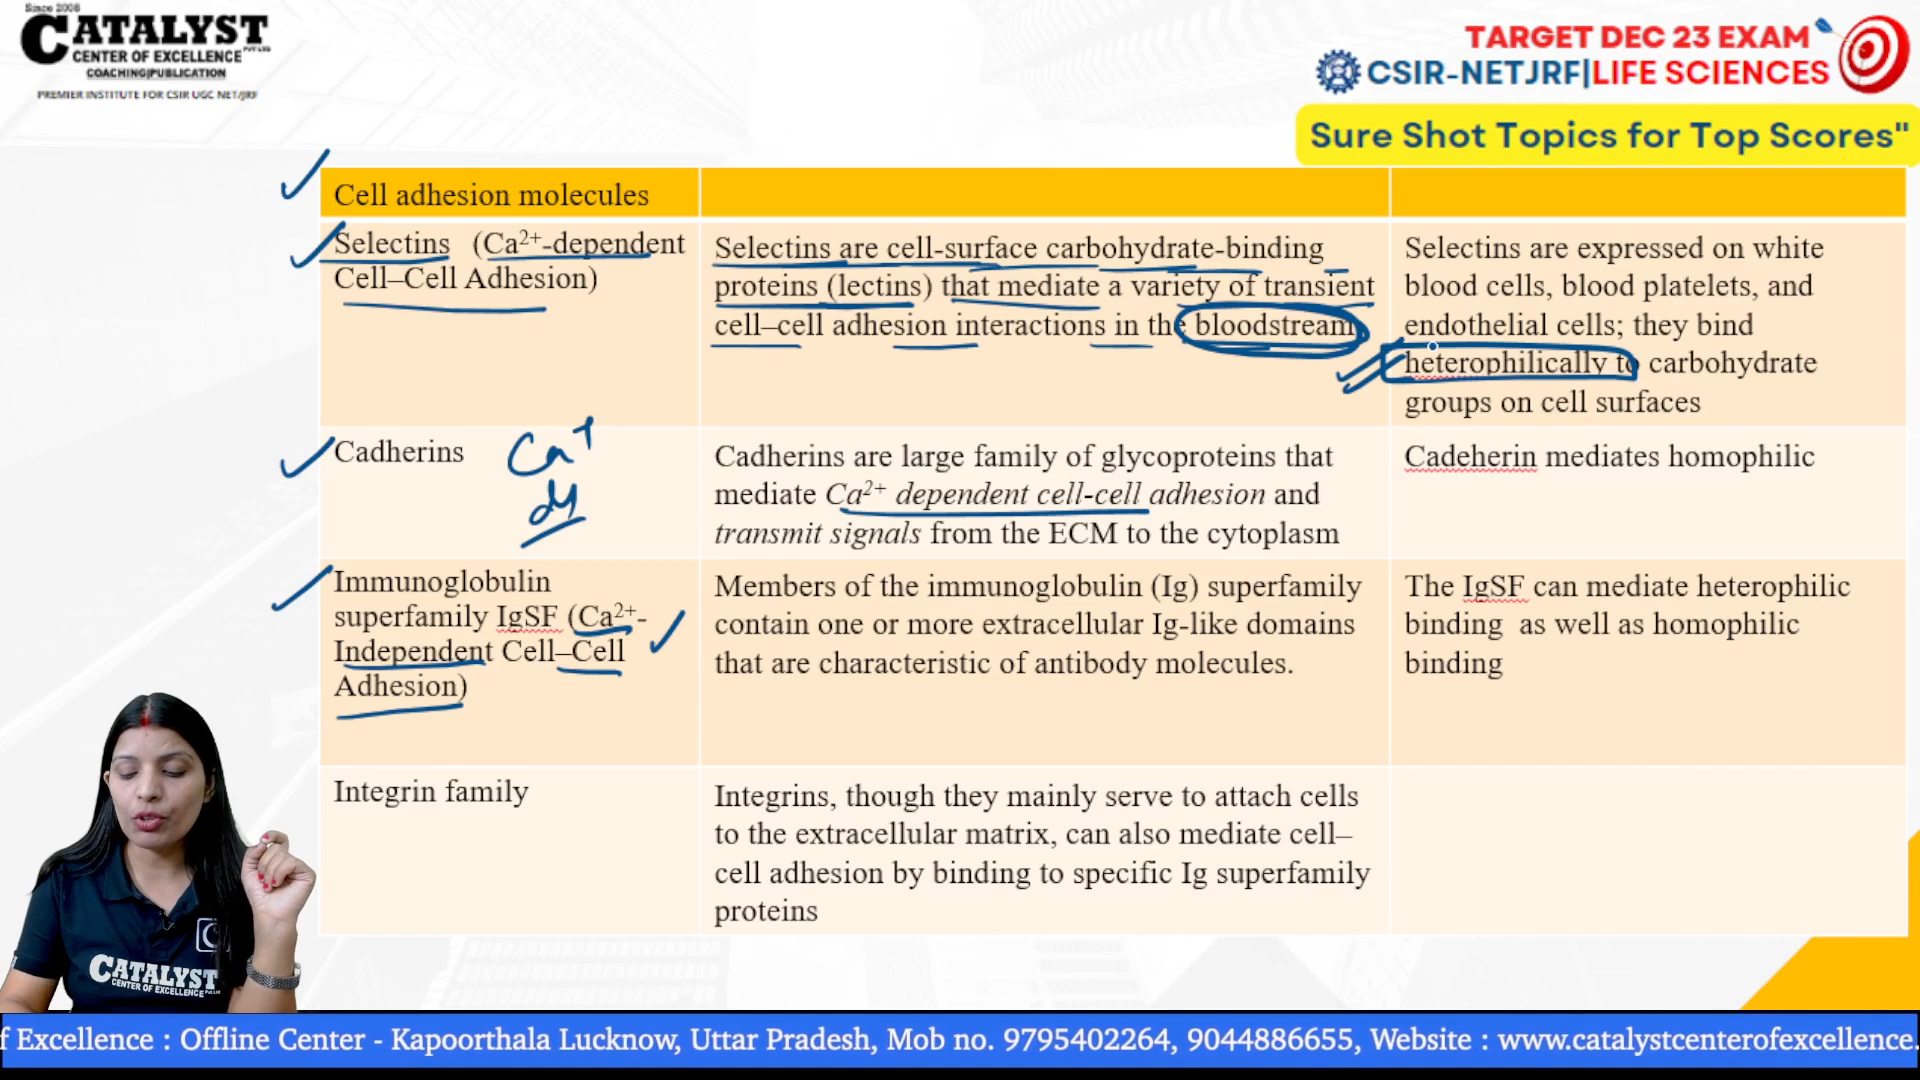 Since 2008
CATALYST
CENTER OF EXCELLENCE PVT LTD
COACHING|PUBLICATION
PREMIER INSTITUTE FOR CSIR UGC NET/JRF
TARGET DEC 23 EXAM
CSIR-NETJRF|LIFE SCIENCES
Sure Shot Topics for Top Scores"
Cell adhesion molecules
Selectins (Ca²⁺-dependent
Cell–Cell Adhesion)
Selectins are cell-surface carbohydrate-binding
proteins (lectins) that mediate a variety of transient
cell–cell adhesion interactions in the bloodstream
Selectins are expressed on white
blood cells, blood platelets, and
endothelial cells; they bind
heterophilically to carbohydrate
groups on cell surfaces
Cadherins
Ca⁺
Cadherins are large family of glycoproteins that
mediate Ca²⁺ dependent cell-cell adhesion and
transmit signals from the ECM to the cytoplasm
Cadeherin mediates homophilic
Immunoglobulin
superfamily IgSF (Ca²⁺-
Independent Cell–Cell
Adhesion)
Members of the immunoglobulin (Ig) superfamily
contain one or more extracellular Ig-like domains
that are characteristic of antibody molecules.
The IgSF can mediate heterophilic
binding as well as homophilic
binding
Integrin family
Integrins, though they mainly serve to attach cells
to the extracellular matrix, can also mediate cell–
cell adhesion by binding to specific Ig superfamily
proteins
CATALYST
CENTER OF EXCELLENCE
f Excellence : Offline Center - Kapoorthala Lucknow, Uttar Pradesh, Mob no. 9795402264, 9044886655, Website : www.catalystcenterofexcellence.